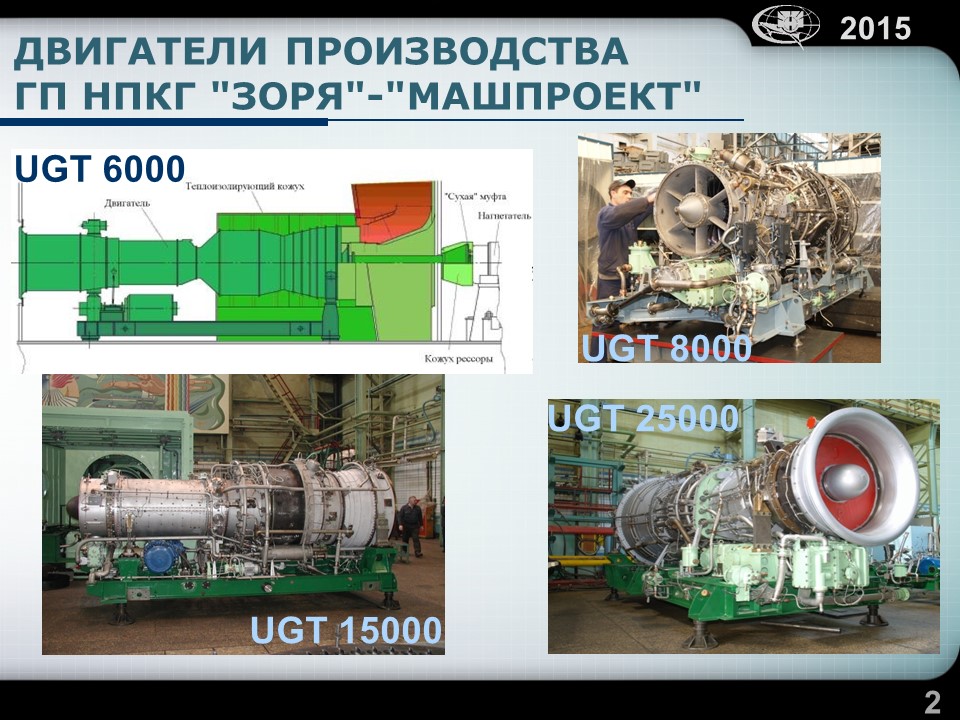 2015
ДВИГАТЕЛИ ПРОИЗВОДСТВА
ГП НПКГ "ЗОРЯ"-"МАШПРОЕКТ"
UGT 6000
Теплоизолирующий кожух
Двигатель
"Сухая" муфта
Нагнетатель
Кожух рессоры
UGT 8000
UGT 15000
UGT 25000
2